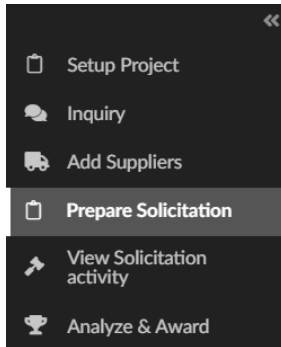 Setup Project
Inquiry
Add Suppliers
Prepare Solicitation
View Solicitation
activity
Analyze & Award